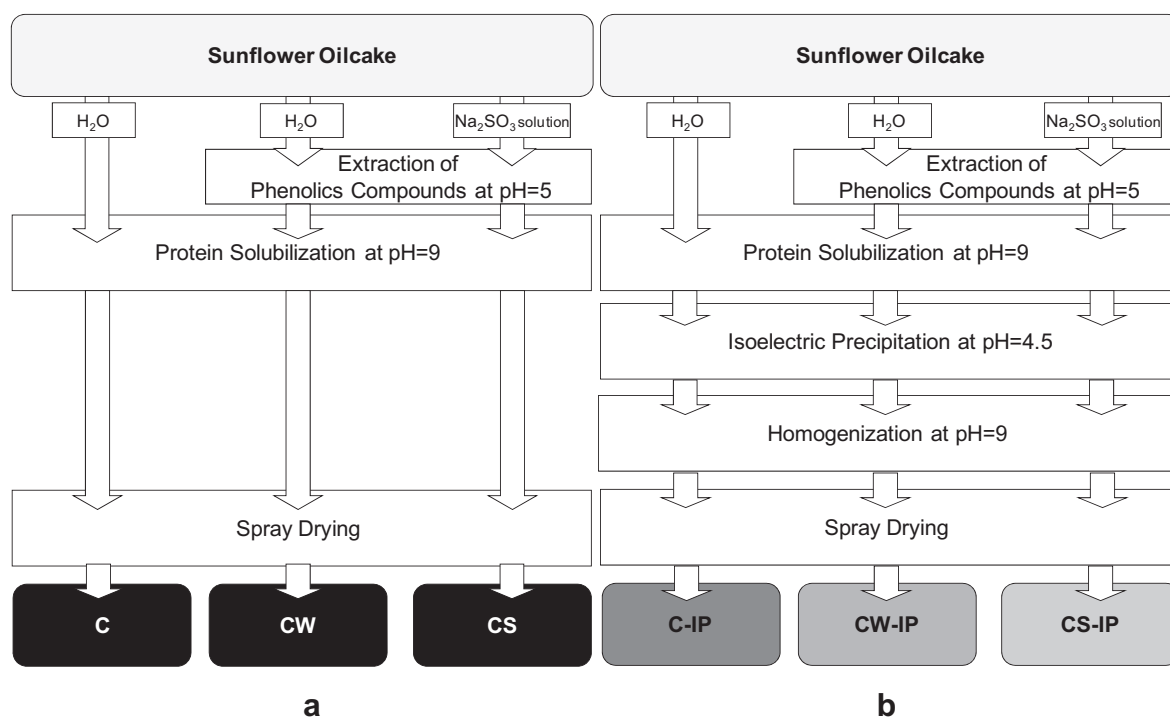 Sunflower Oilcake
H₂O
H₂O
Na₂SO₃ solution
Extraction of
Phenolics Compounds at pH=5
Protein Solubilization at pH=9
Spray Drying
C
CW
CS
a
Sunflower Oilcake
H₂O
H₂O
Na₂SO₃ solution
Extraction of
Phenolics Compounds at pH=5
Protein Solubilization at pH=9
Isoelectric Precipitation at pH=4.5
Homogenization at pH=9
Spray Drying
C-IP
CW-IP
CS-IP
b